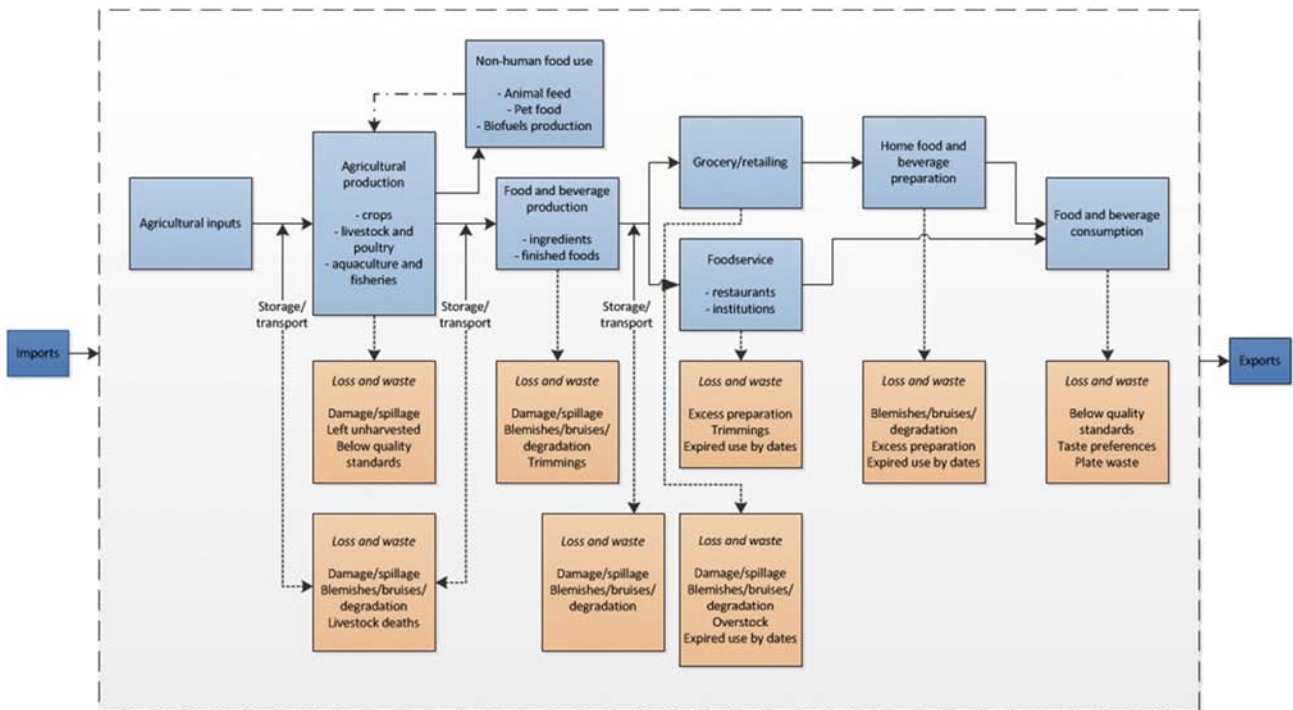 Non-human food use
- Animal feed
- Pet food
- Biofuels production
Agricultural
production
- crops
- livestock and
poultry
- aquaculture and
fisheries
Agricultural inputs
Food and beverage
production
- ingredients
- finished foods
Grocery/retailing
Home food and
beverage
preparation
Foodservice
- restaurants
- institutions
Food and beverage
consumption
Storage/
transport
Storage/
transport
Storage/
transport
Imports
Exports
Loss and waste
Damage/spillage
Left unharvested
Below quality
standards
Loss and waste
Damage/spillage
Blemishes/bruises/
degradation
Trimmings
Loss and waste
Excess preparation
Trimmings
Expired use by dates
Loss and waste
Blemishes/bruises/
degradation
Excess preparation
Expired use by dates
Loss and waste
Below quality
standards
Taste preferences
Plate waste
Loss and waste
Damage/spillage
Blemishes/bruises/
degradation
Livestock deaths
Loss and waste
Damage/spillage
Blemishes/bruises/
degradation
Loss and waste
Damage/spillage
Blemishes/bruises/
degradation
Overstock
Expired use by dates